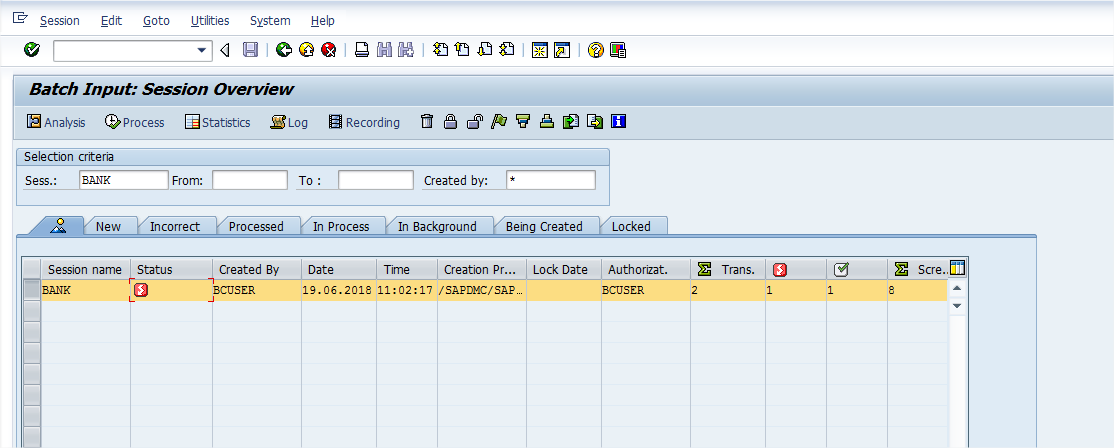 Session Edit Goto Utilities System Help
Batch Input: Session Overview
Analysis Process Statistics Log Recording
Selection criteria
Sess.: BANK From: To : Created by: *
New Incorrect Processed In Process In Background Being Created Locked
Session name Status Created By Date Time Creation Pr... Lock Date Authorizat. Trans. Scre..
BANK BCUSER 19.06.2018 11:02:17 /SAPDMC/SAP… BCUSER 2 1 1 8